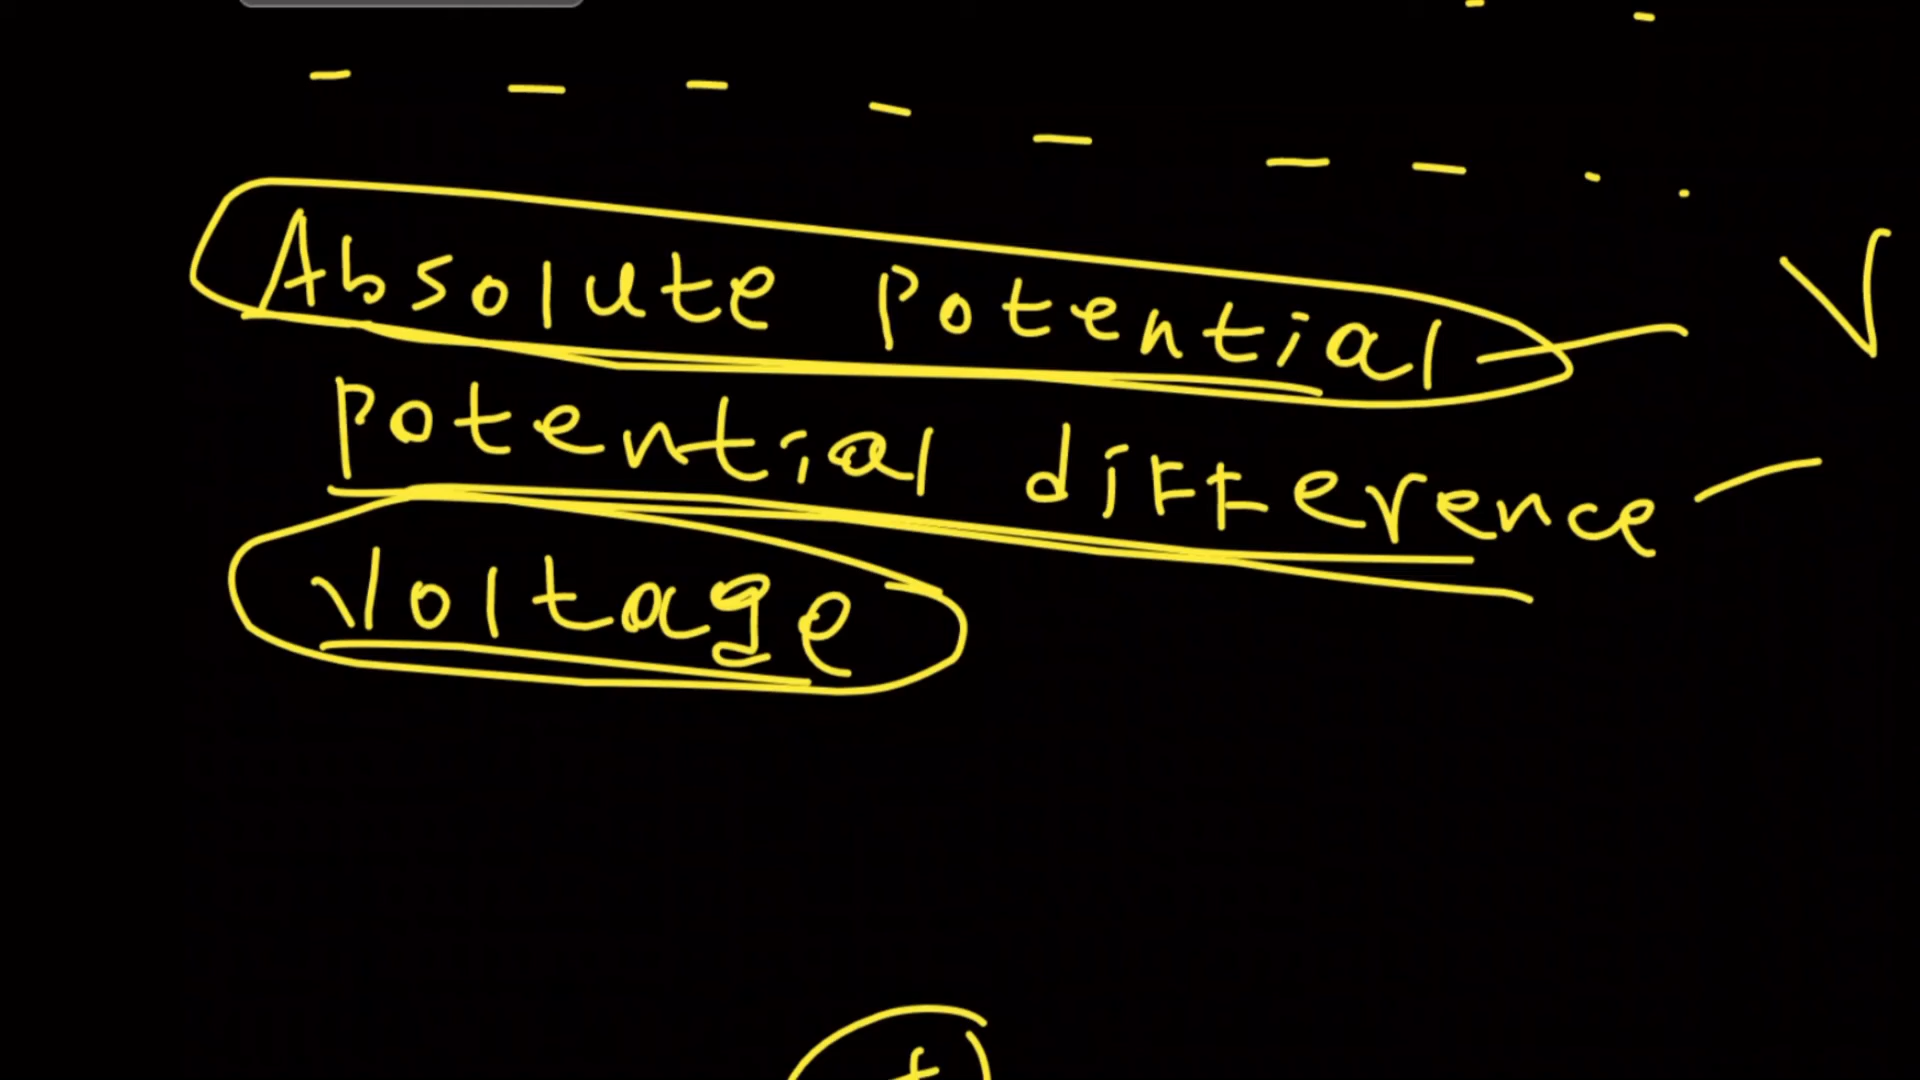 Absolute Potential — V
Potential difference —
Voltage
+